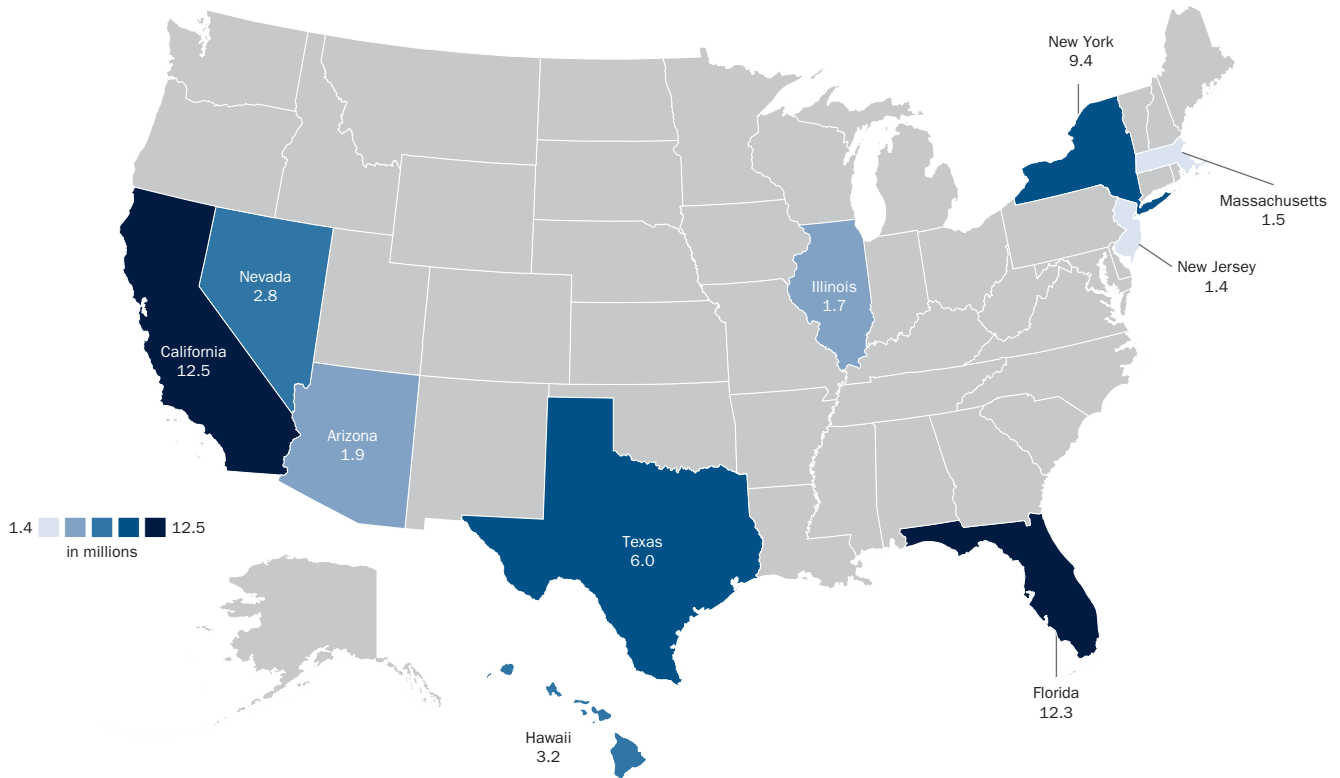 New York
9.4
Massachusetts
1.5
New Jersey
1.4
Nevada
2.8
Illinois
1.7
California
12.5
Arizona
1.9
1.4
12.5
in millions
Texas
6.0
Florida
12.3
Hawaii
3.2